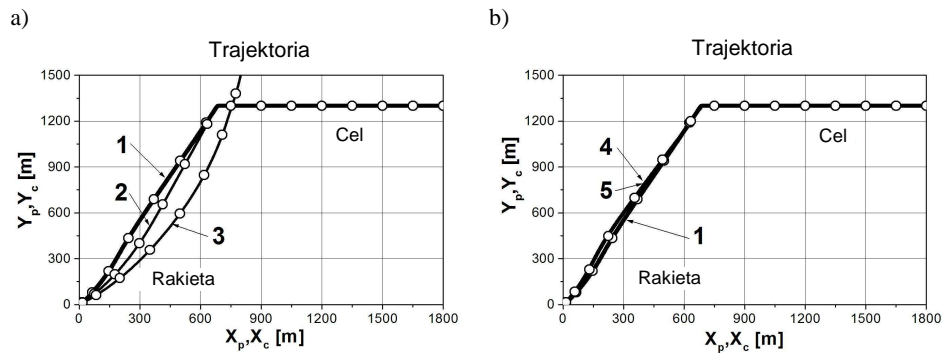 a)
Trajektoria
1500
1200
900
600
300
0
Y_p,Y_c [m]
1
2
3
Cel
Rakieta
0 300 600 900 1200 1500 1800
X_p,X_c [m]
b)
Trajektoria
1500
1200
900
600
300
0
Y_p,Y_c [m]
4
5
1
Cel
Rakieta
0 300 600 900 1200 1500 1800
X_p,X_c [m]